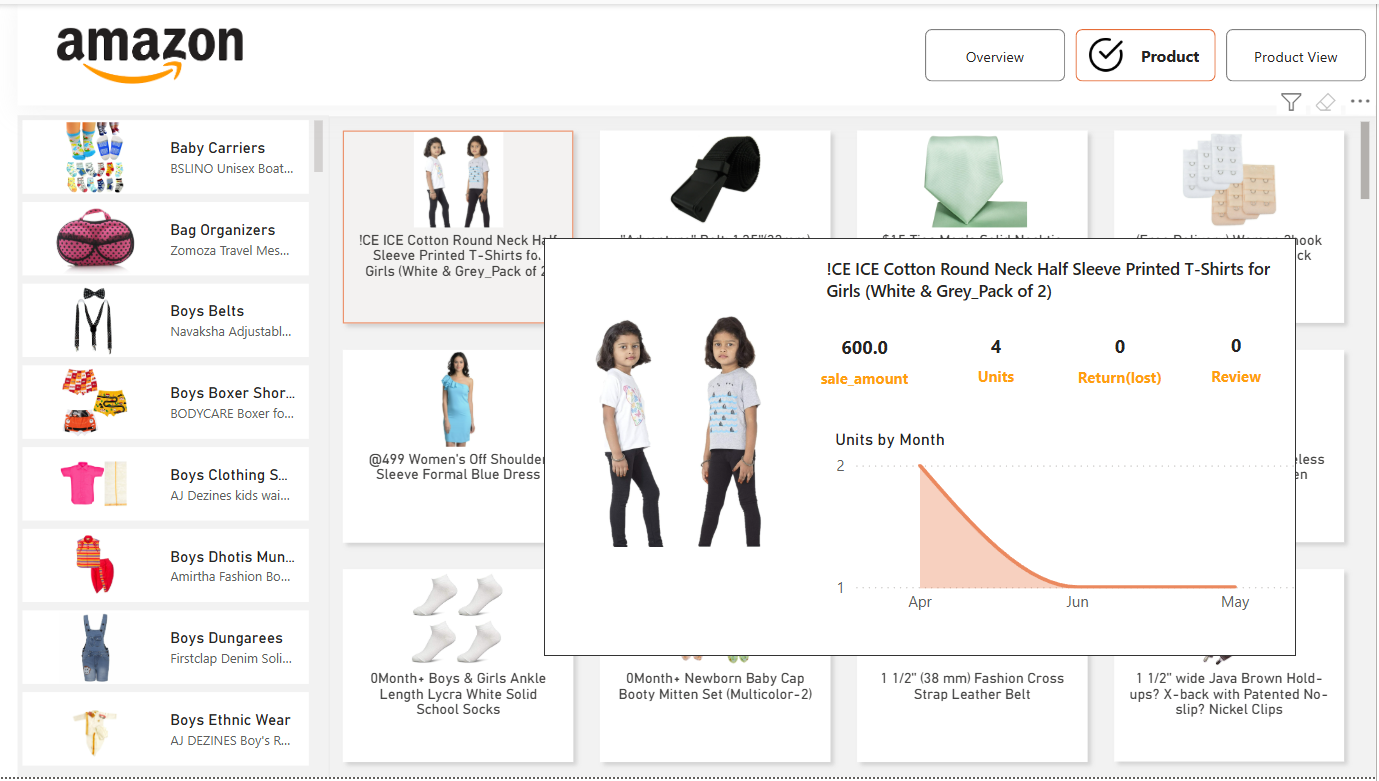 amazon
Overview
Product
Product View
Baby Carriers
BSLINO Unisex Boat...
Bag Organizers
Zomoza Travel Mes...
Boys Belts
Navaksha Adjustabl...
Boys Boxer Shor...
BODYCARE Boxer fo...
Boys Clothing S...
AJ Dezines kids wai...
Boys Dhotis Mun...
Amirtha Fashion Bo...
Boys Dungarees
Firstclap Denim Soli...
Boys Ethnic Wear
AJ DEZINES Boy's R...
!CE ICE Cotton Round Neck Half
Sleeve Printed T-Shirts fo
Girls (White & Grey_Pack of 2
@499 Women's Off Shoulder
Sleeve Formal Blue Dress
0Month+ Boys & Girls Ankle
Length Lycra White Solid
School Socks
0Month+ Newborn Baby Cap
Booty Mitten Set (Multicolor-2)
1 1/2" (38 mm) Fashion Cross
Strap Leather Belt
1 1/2" wide Java Brown Hold-
ups? X-back with Patented No-
slip? Nickel Clips
!CE ICE Cotton Round Neck Half Sleeve Printed T-Shirts for
Girls (White & Grey_Pack of 2)
600.0
sale_amount
4
Units
0
Return(lost)
0
Review
Units by Month
2
1
Apr
Jun
May